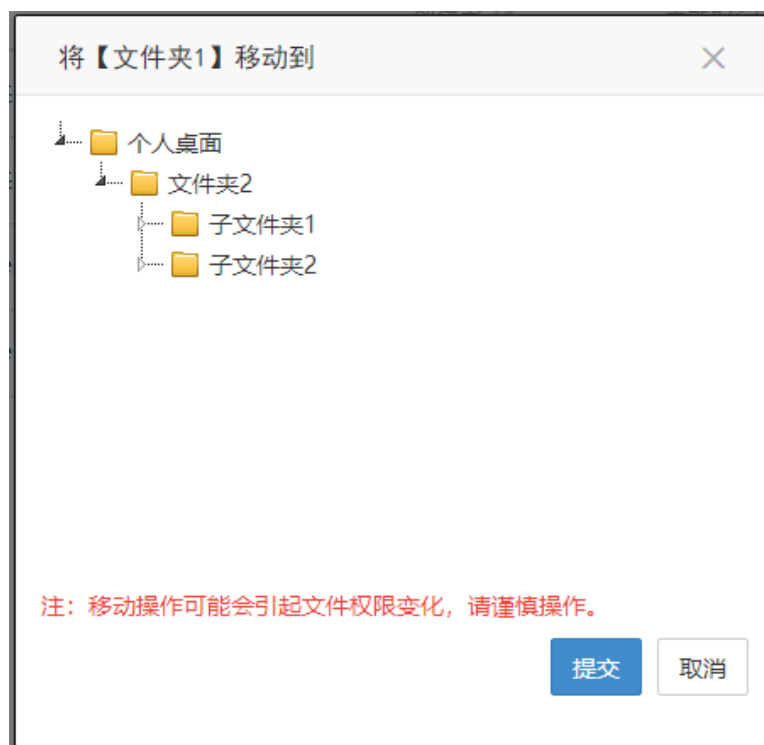 将【文件夹1】移动到
个人桌面
文件夹2
子文件夹1
子文件夹2
注：移动操作可能会引起文件权限变化，请谨慎操作。
提交
取消